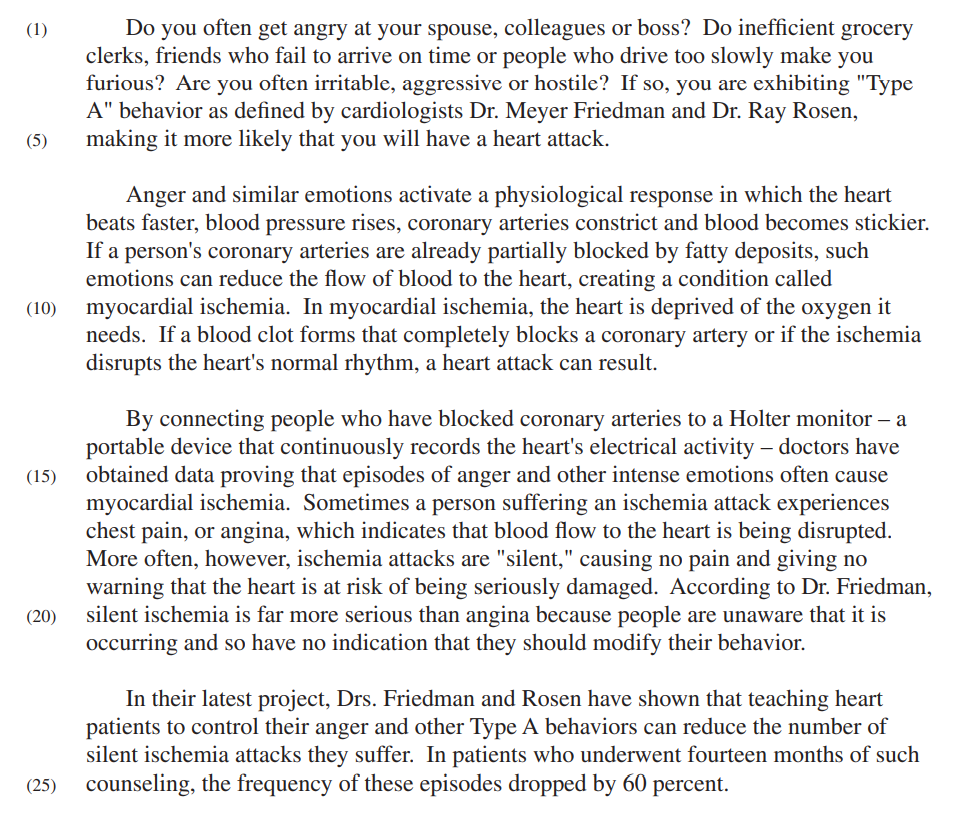 (1) Do you often get angry at your spouse, colleagues or boss? Do inefficient grocery
clerks, friends who fail to arrive on time or people who drive too slowly make you
furious? Are you often irritable, aggressive or hostile? If so, you are exhibiting "Type
A" behavior as defined by cardiologists Dr. Meyer Friedman and Dr. Ray Rosen,
(5) making it more likely that you will have a heart attack.
Anger and similar emotions activate a physiological response in which the heart
beats faster, blood pressure rises, coronary arteries constrict and blood becomes stickier.
If a person's coronary arteries are already partially blocked by fatty deposits, such
emotions can reduce the flow of blood to the heart, creating a condition called
(10) myocardial ischemia. In myocardial ischemia, the heart is deprived of the oxygen it
needs. If a blood clot forms that completely blocks a coronary artery or if the ischemia
disrupts the heart's normal rhythm, a heart attack can result.
By connecting people who have blocked coronary arteries to a Holter monitor – a
portable device that continuously records the heart's electrical activity – doctors have
(15) obtained data proving that episodes of anger and other intense emotions often cause
myocardial ischemia. Sometimes a person suffering an ischemia attack experiences
chest pain, or angina, which indicates that blood flow to the heart is being disrupted.
More often, however, ischemia attacks are "silent," causing no pain and giving no
warning that the heart is at risk of being seriously damaged. According to Dr. Friedman,
(20) silent ischemia is far more serious than angina because people are unaware that it is
occurring and so have no indication that they should modify their behavior.
In their latest project, Drs. Friedman and Rosen have shown that teaching heart
patients to control their anger and other Type A behaviors can reduce the number of
silent ischemia attacks they suffer. In patients who underwent fourteen months of such
(25) counseling, the frequency of these episodes dropped by 60 percent.